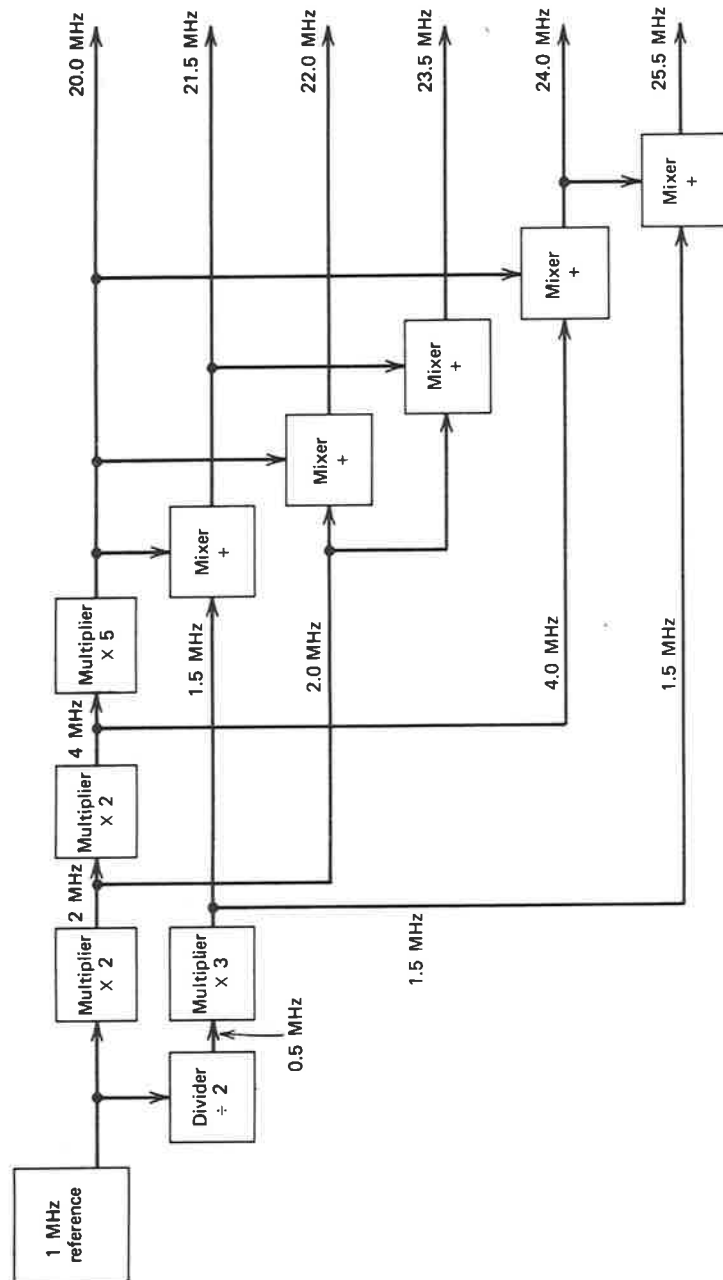 1 MHz
reference
Multiplier
× 2
2 MHz
Multiplier
× 2
4 MHz
Multiplier
× 5
20.0 MHz
Divider
÷ 2
0.5 MHz
Multiplier
× 3
1.5 MHz
Mixer
+
21.5 MHz
2.0 MHz
Mixer
+
22.0 MHz
Mixer
+
23.5 MHz
4.0 MHz
Mixer
+
24.0 MHz
1.5 MHz
1.5 MHz
Mixer
+
25.5 MHz